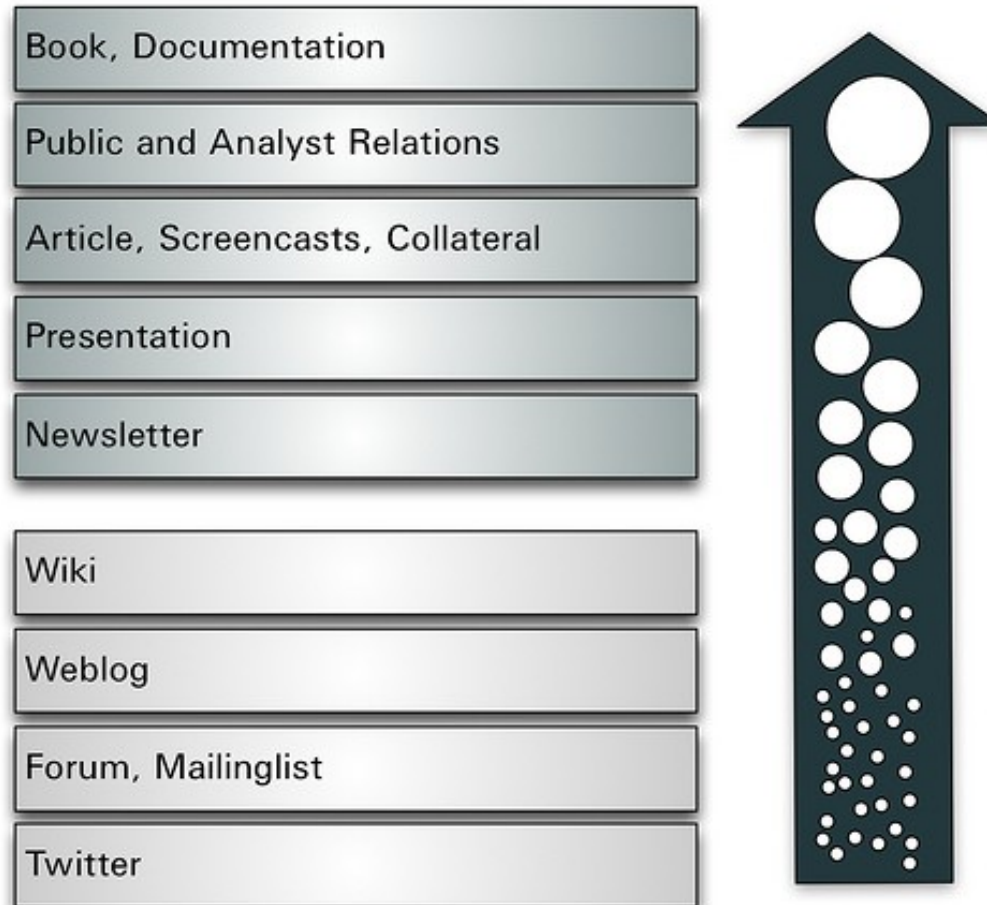 Book, Documentation
Public and Analyst Relations
Article, Screencasts, Collateral
Presentation
Newsletter
Wiki
Weblog
Forum, Mailinglist
Twitter